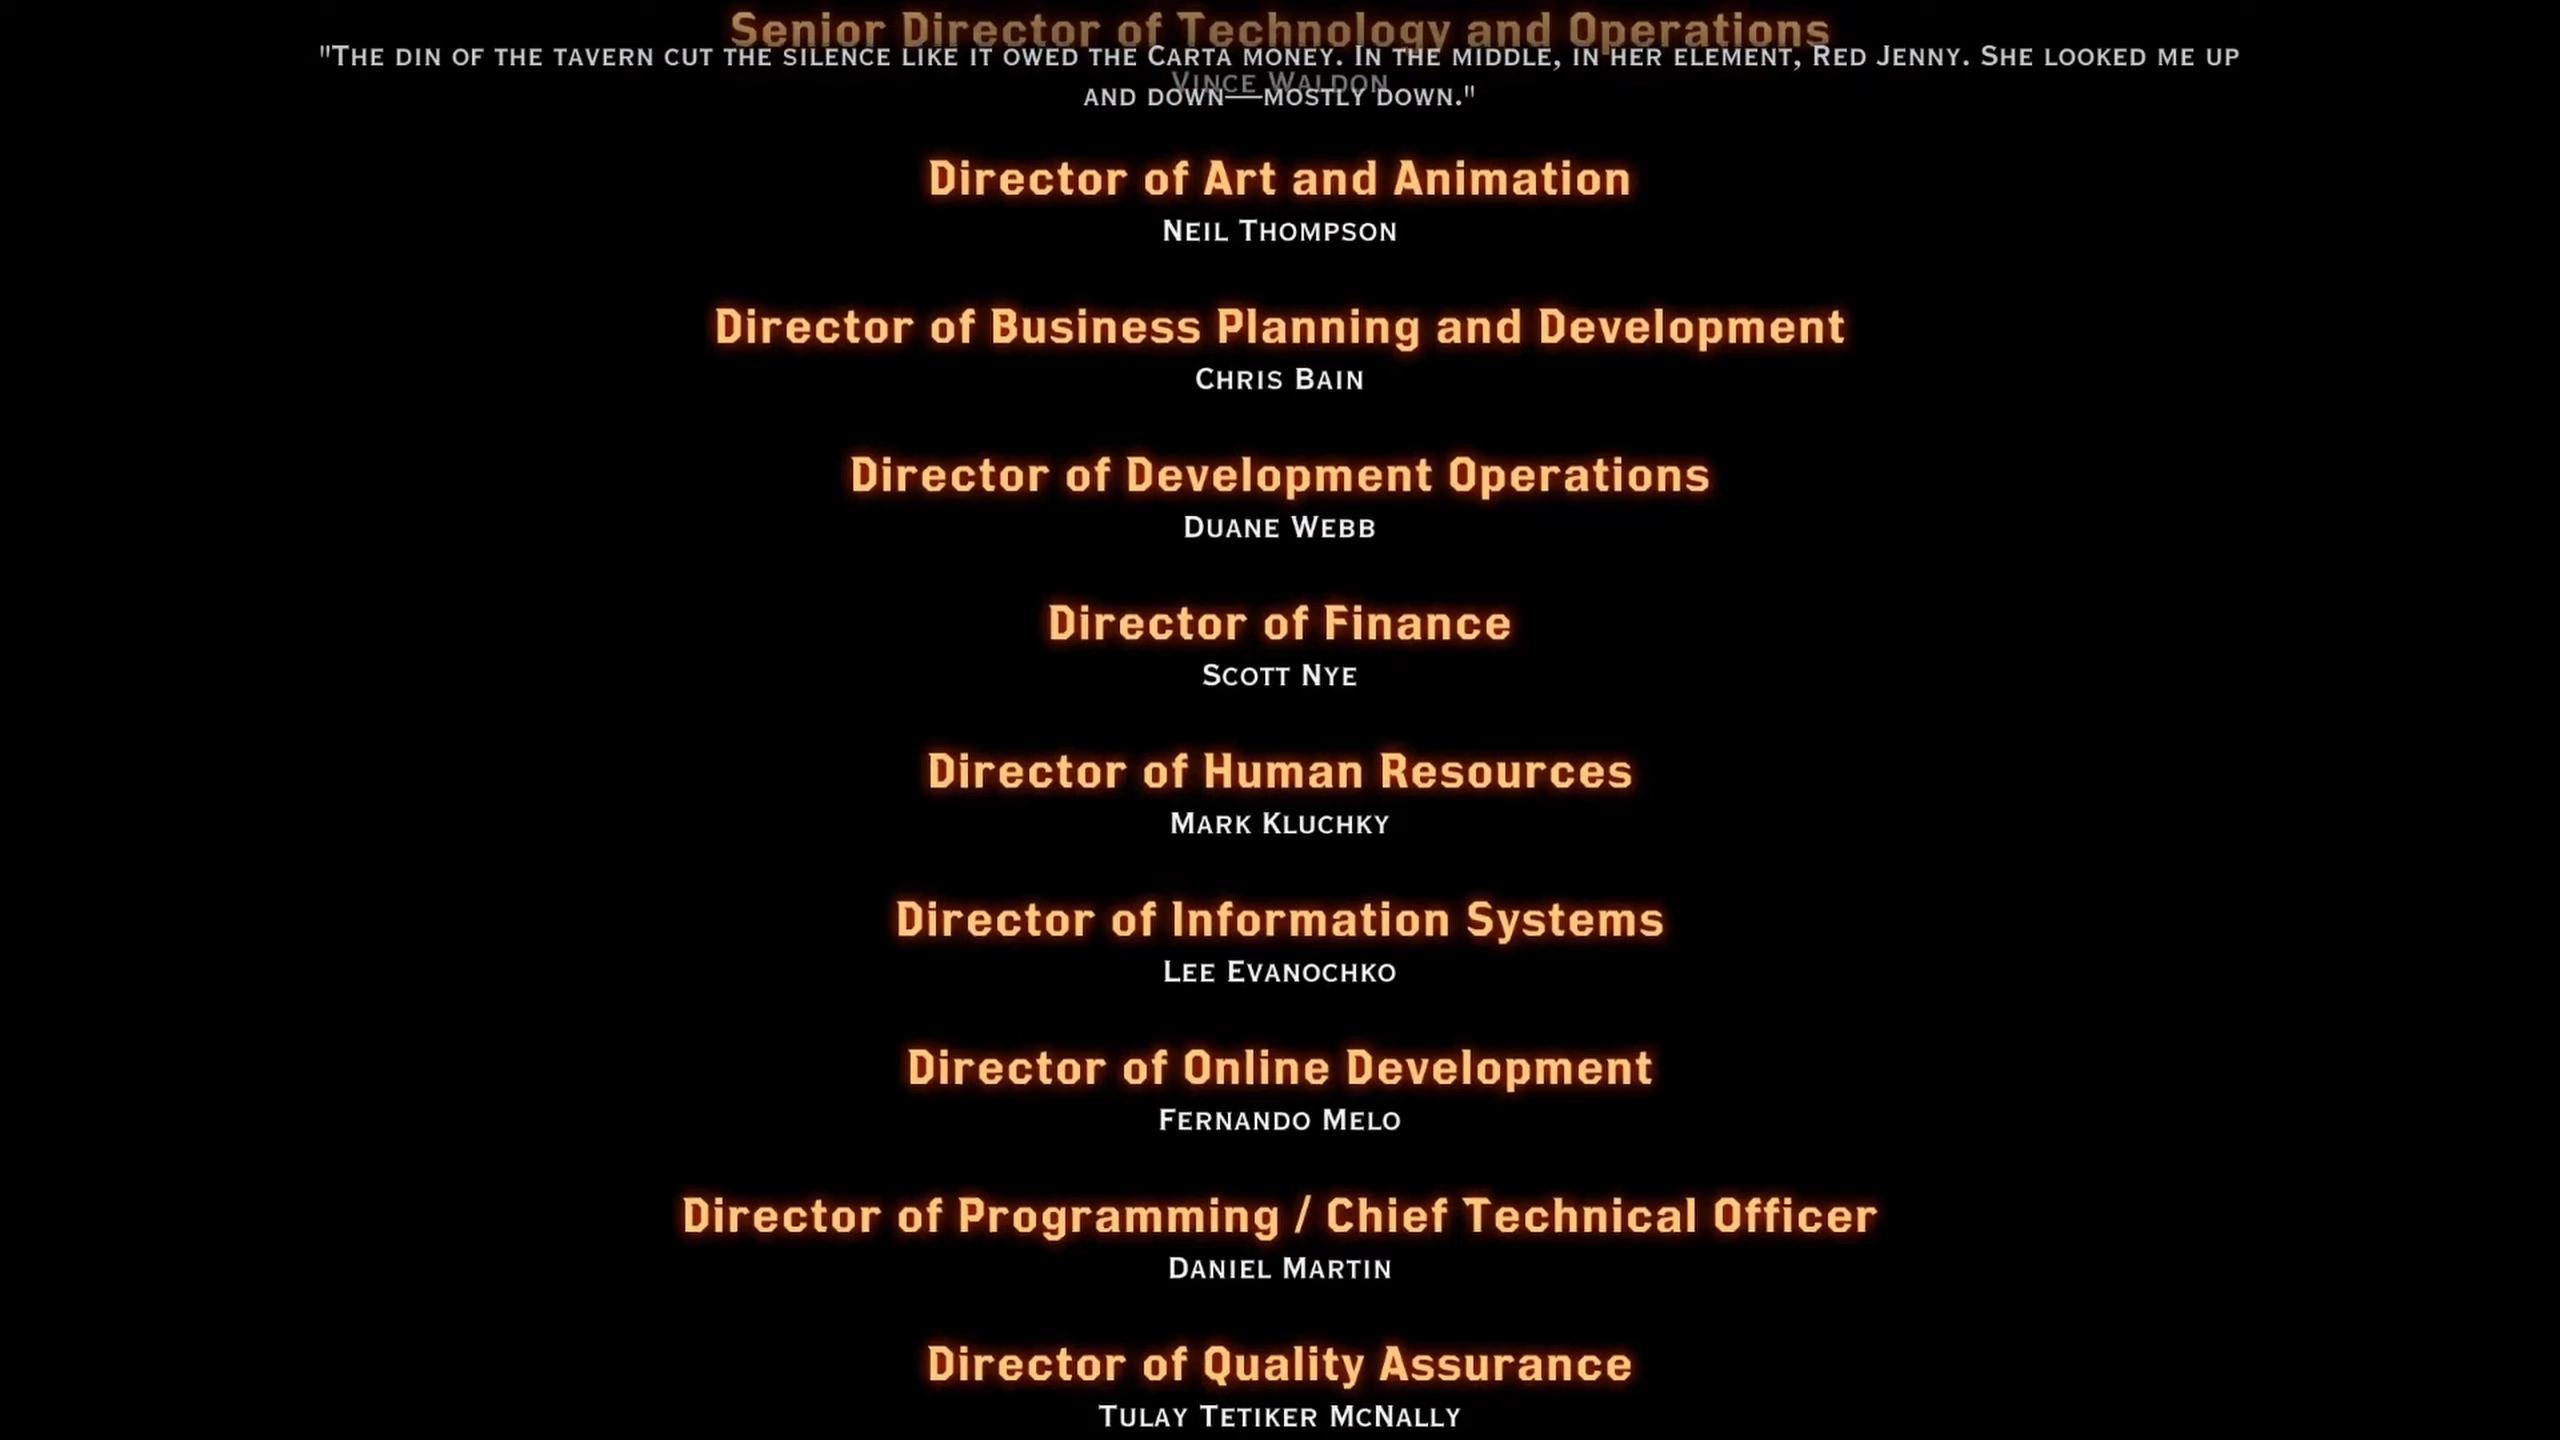 Senior Director of Technology and Operations
"The din of the tavern cut the silence like it owed the Carta money. In the middle, in her element, Red Jenny. She looked me up
and down—mostly down."
Vince Waldon
Director of Art and Animation
Neil Thompson
Director of Business Planning and Development
Chris Bain
Director of Development Operations
Duane Webb
Director of Finance
Scott Nye
Director of Human Resources
Mark Kluchky
Director of Information Systems
Lee Evanochko
Director of Online Development
Fernando Melo
Director of Programming / Chief Technical Officer
Daniel Martin
Director of Quality Assurance
Tulay Tetiker McNally